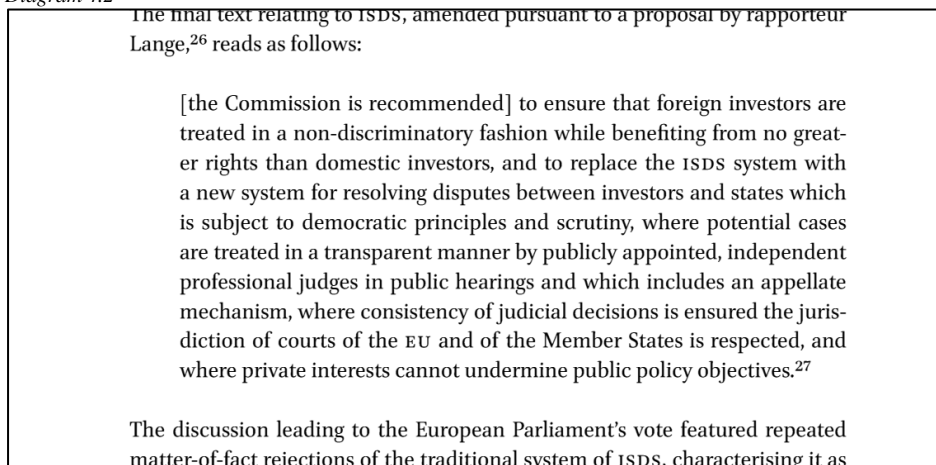 Diagram 4.2
The final text relating to ISDS, amended pursuant to a proposal by rapporteur
Lange,26 reads as follows:
[the Commission is recommended] to ensure that foreign investors are
treated in a non-discriminatory fashion while benefiting from no great-
er rights than domestic investors, and to replace the ISDS system with
a new system for resolving disputes between investors and states which
is subject to democratic principles and scrutiny, where potential cases
are treated in a transparent manner by publicly appointed, independent
professional judges in public hearings and which includes an appellate
mechanism, where consistency of judicial decisions is ensured the juris-
diction of courts of the EU and of the Member States is respected, and
where private interests cannot undermine public policy objectives.27
The discussion leading to the European Parliament's vote featured repeated
matter-of-fact rejections of the traditional system of ISDS, characterising it as